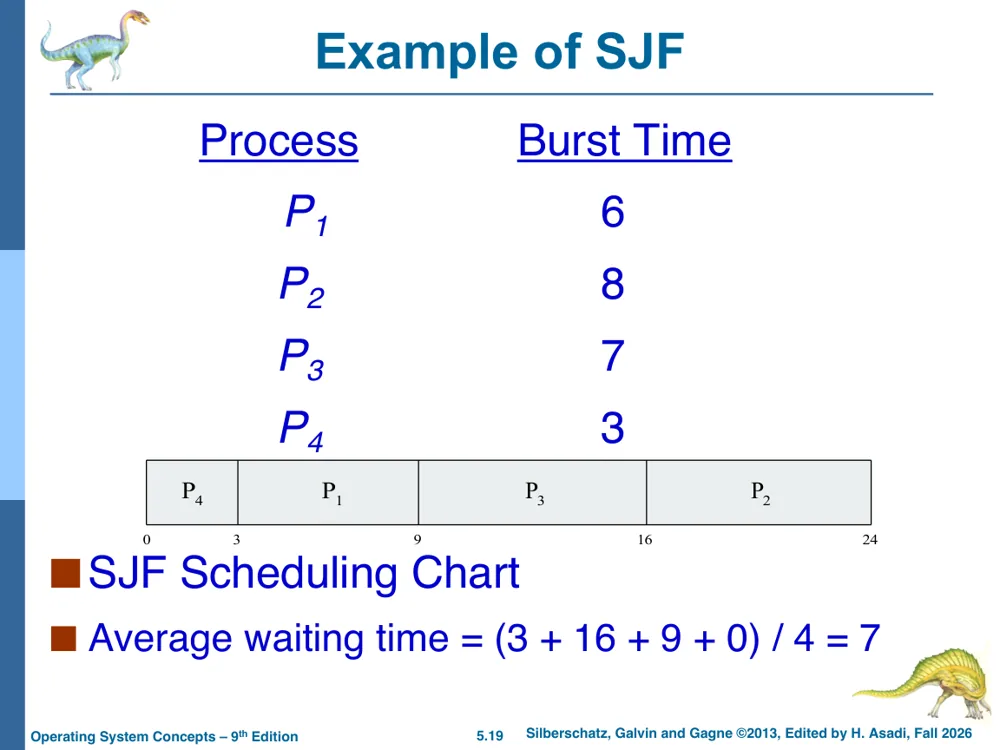 Example of SJF
Process Burst Time
P1 6
P2 8
P3 7
P4 3
P4 P1 P3 P2
0 3 9 16 24
SJF Scheduling Chart
Average waiting time = (3 + 16 + 9 + 0) / 4 = 7
Operating System Concepts – 9th Edition 5.19 Silberschatz, Galvin and Gagne ©2013, Edited by H. Asadi, Fall 2026